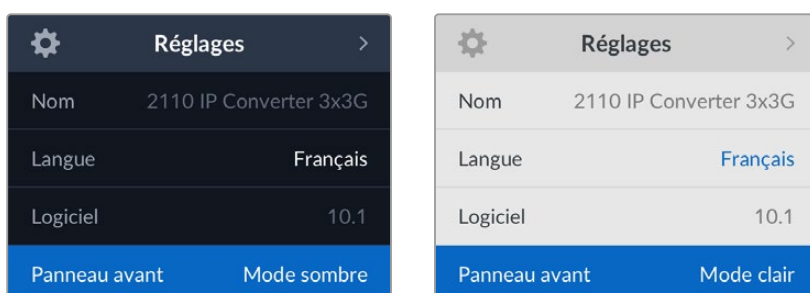 Réglages >
Nom 2110 IP Converter 3x3G
Langue Français
Logiciel 10.1
Panneau avant Mode sombre
Réglages >
Nom 2110 IP Converter 3x3G
Langue Français
Logiciel 10.1
Panneau avant Mode clair